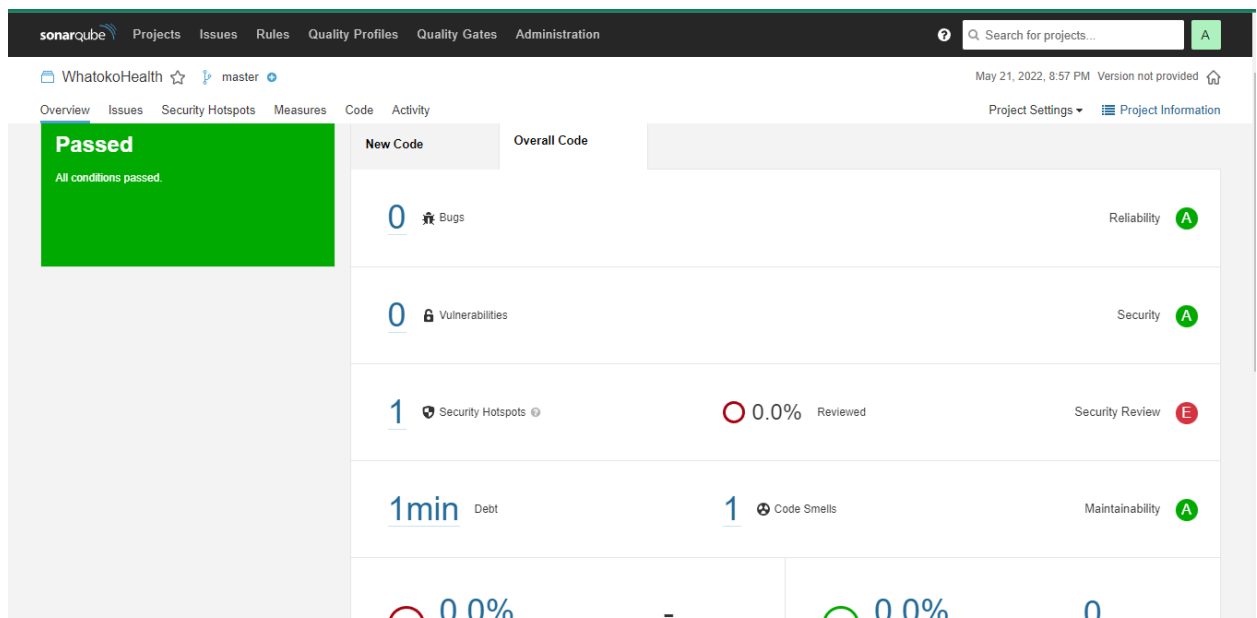 sonarqube Projects Issues Rules Quality Profiles Quality Gates Administration ? Search for projects... A
WhatokoHealth master May 21, 2022, 8:57 PM Version not provided
Overview Issues Security Hotspots Measures Code Activity Project Settings Project Information
Passed
All conditions passed.
New Code Overall Code
0 Bugs Reliability A
0 Vulnerabilities Security A
1 Security Hotspots ? 0.0% Reviewed Security Review E
1min Debt 1 Code Smells Maintainability A
0.0% - 0.0% 0